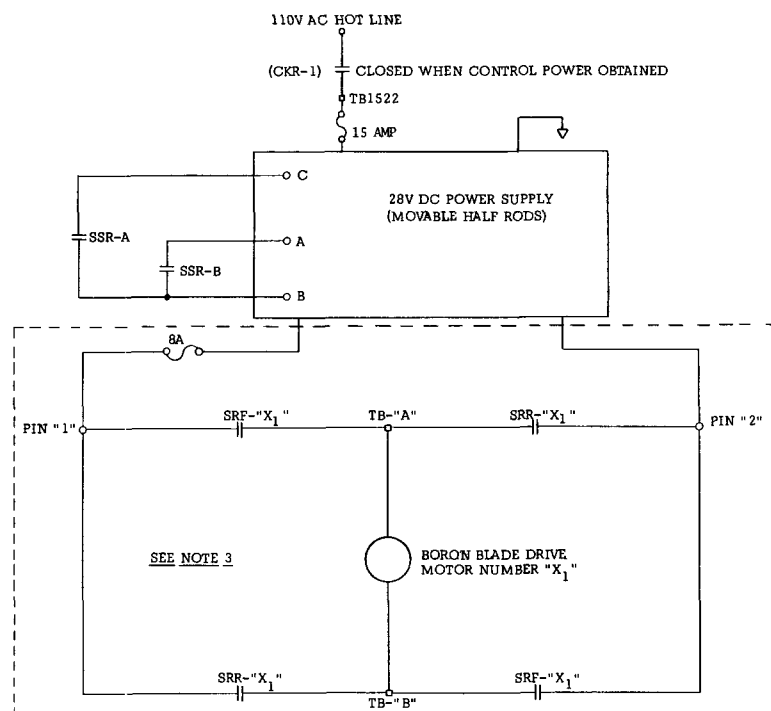 110V AC HOT LINE
(CKR-1) CLOSED WHEN CONTROL POWER OBTAINED
TB1522
15 AMP
C
28V DC POWER SUPPLY
(MOVABLE HALF RODS)
SSR-A
A
SSR-B
B
8A
SRF-"X₁"
TB-"A"
SRR-"X₁"
PIN "1"
PIN "2"
SEE NOTE 3
BORON BLADE DRIVE
MOTOR NUMBER "X₁"
SRR-"X₁"
SRF-"X₁"
TB-"B"